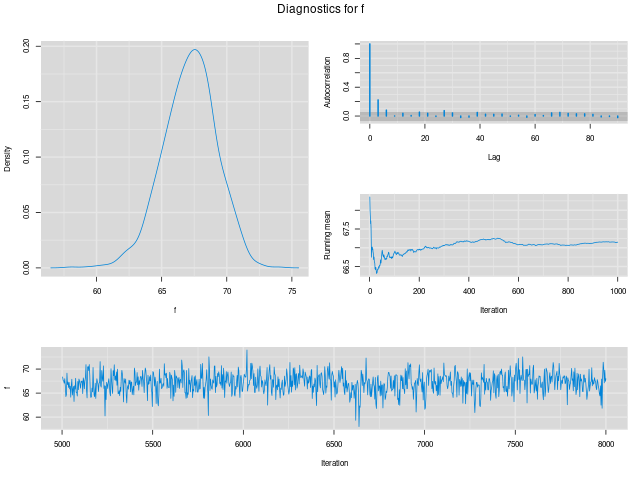 Diagnostics for f
Density
0.00 0.05 0.10 0.15 0.20
60 65 70 75
f
Autocorrelation
0.0 0.4 0.8
0 20 40 60 80
Lag
Running mean
66.5 67.5
0 200 400 600 800 1000
Iteration
f
60 65 70
5000 5500 6000 6500 7000 7500 8000
Iteration